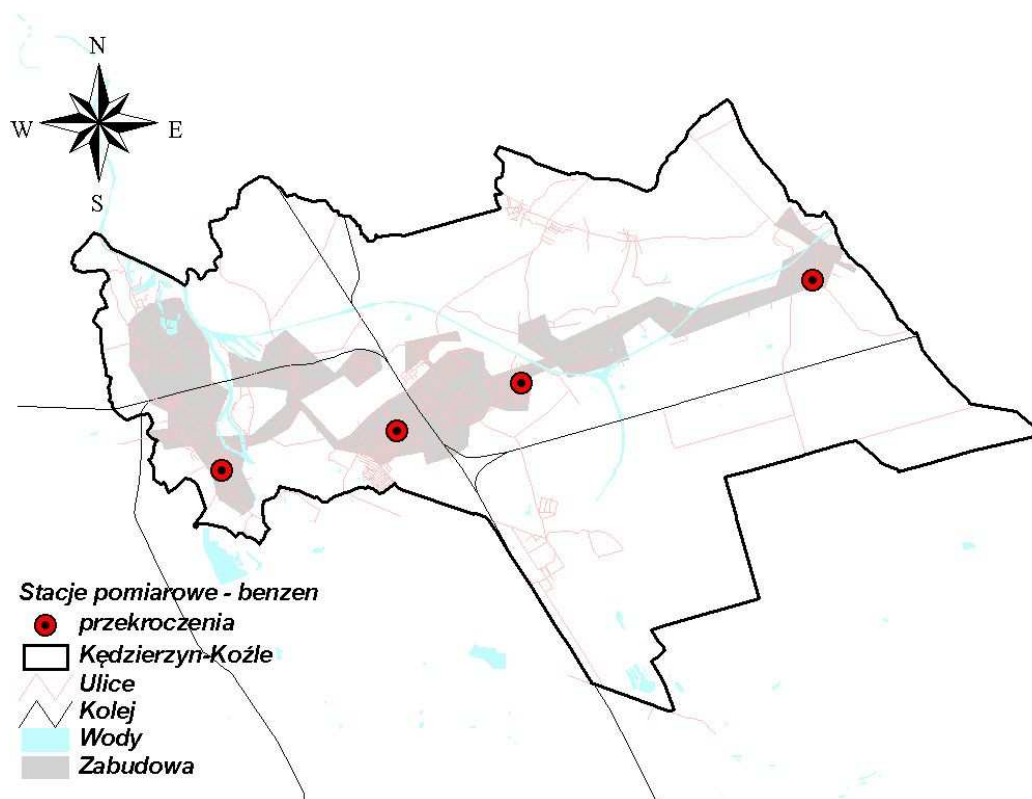 N
W E
S
Stacje pomiarowe - benzen
przekroczenia
Kędzierzyn-Koźle
Ulice
Kolej
Wody
Zabudowa